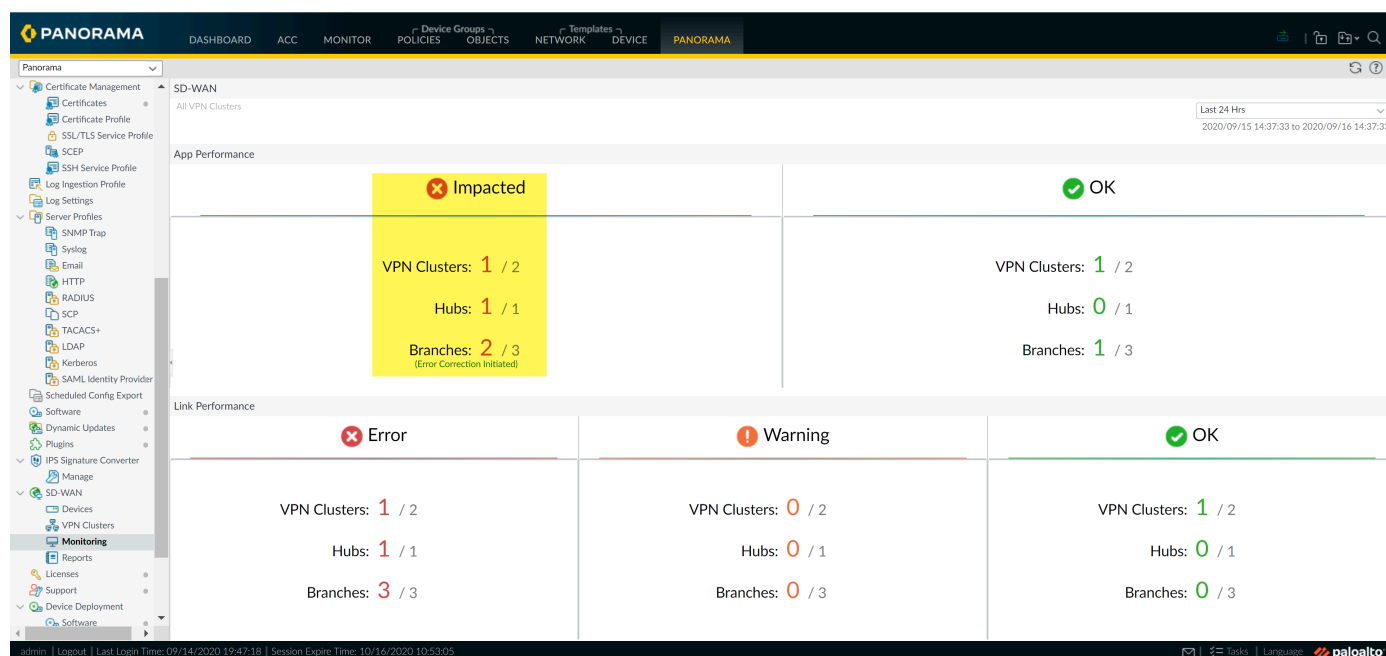 PANORAMA
Device Groups
Templates
DASHBOARD ACC MONITOR POLICIES OBJECTS NETWORK DEVICE PANORAMA
Panorama
Certificate Management
Certificates
Certificate Profile
SSL/TLS Service Profile
SCEP
SSH Service Profile
Log Ingestion Profile
Log Settings
Server Profiles
SNMP Trap
Syslog
Email
HTTP
RADIUS
SCP
TACACS+
LDAP
Kerberos
SAML Identity Provider
Scheduled Config Export
Software
Dynamic Updates
Plugins
IPS Signature Converter
Manage
SD-WAN
Devices
VPN Clusters
Monitoring
Reports
Licenses
Support
Device Deployment
Software
SD-WAN
All VPN Clusters
Last 24 Hrs
2020/09/15 14:37:33 to 2020/09/16 14:37:33
App Performance
Impacted
VPN Clusters: 1 / 2
Hubs: 1 / 1
Branches: 2 / 3
(Error Correction Initiated)
OK
VPN Clusters: 1 / 2
Hubs: 0 / 1
Branches: 1 / 3
Link Performance
Error
VPN Clusters: 1 / 2
Hubs: 1 / 1
Branches: 3 / 3
Warning
VPN Clusters: 0 / 2
Hubs: 0 / 1
Branches: 0 / 3
OK
VPN Clusters: 1 / 2
Hubs: 0 / 1
Branches: 0 / 3
admin | Logout | Last Login Time: 09/14/2020 19:47:18 | Session Expire Time: 10/16/2020 10:53:05
Tasks | Language paloalto